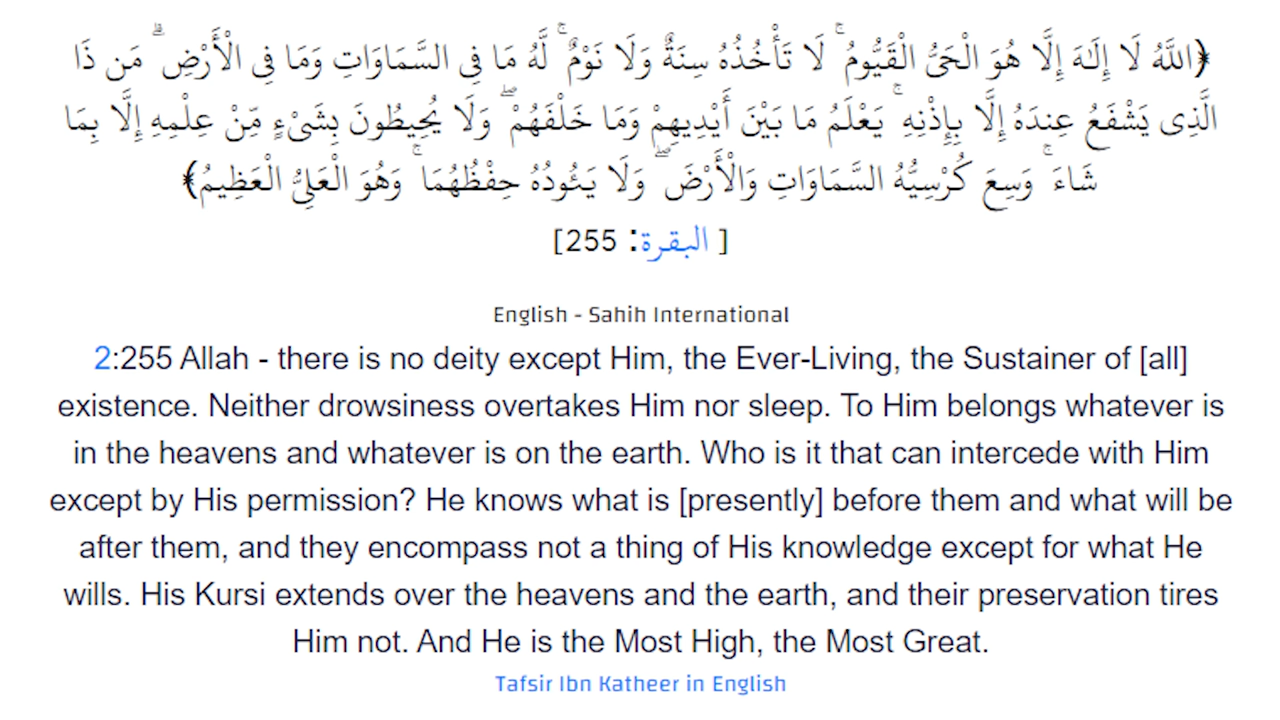 ﴿اللَّهُ لَا إِلَٰهَ إِلَّا هُوَ الْحَىُّ الْقَيُّومُ ۚ لَا تَأْخُذُهُ سِنَةٌ وَلَا نَوْمٌ ۚ لَّهُ مَا فِى السَّمَاوَاتِ وَمَا فِى الْأَرْضِ ۗ مَن ذَا
الَّذِى يَشْفَعُ عِندَهُ إِلَّا بِإِذْنِهِ ۚ يَعْلَمُ مَا بَيْنَ أَيْدِيهِمْ وَمَا خَلْفَهُمْ ۖ وَلَا يُحِيطُونَ بِشَىْءٍ مِّنْ عِلْمِهِ إِلَّا بِمَا
شَاءَ ۚ وَسِعَ كُرْسِيُّهُ السَّمَاوَاتِ وَالْأَرْضَ ۖ وَلَا يَـُٔودُهُ حِفْظُهُمَا ۚ وَهُوَ الْعَلِىُّ الْعَظِيمُ﴾
[ البقرة: 255]
English - Sahih International
2:255 Allah - there is no deity except Him, the Ever-Living, the Sustainer of [all]
existence. Neither drowsiness overtakes Him nor sleep. To Him belongs whatever is
in the heavens and whatever is on the earth. Who is it that can intercede with Him
except by His permission? He knows what is [presently] before them and what will be
after them, and they encompass not a thing of His knowledge except for what He
wills. His Kursi extends over the heavens and the earth, and their preservation tires
Him not. And He is the Most High, the Most Great.
Tafsir Ibn Katheer in English